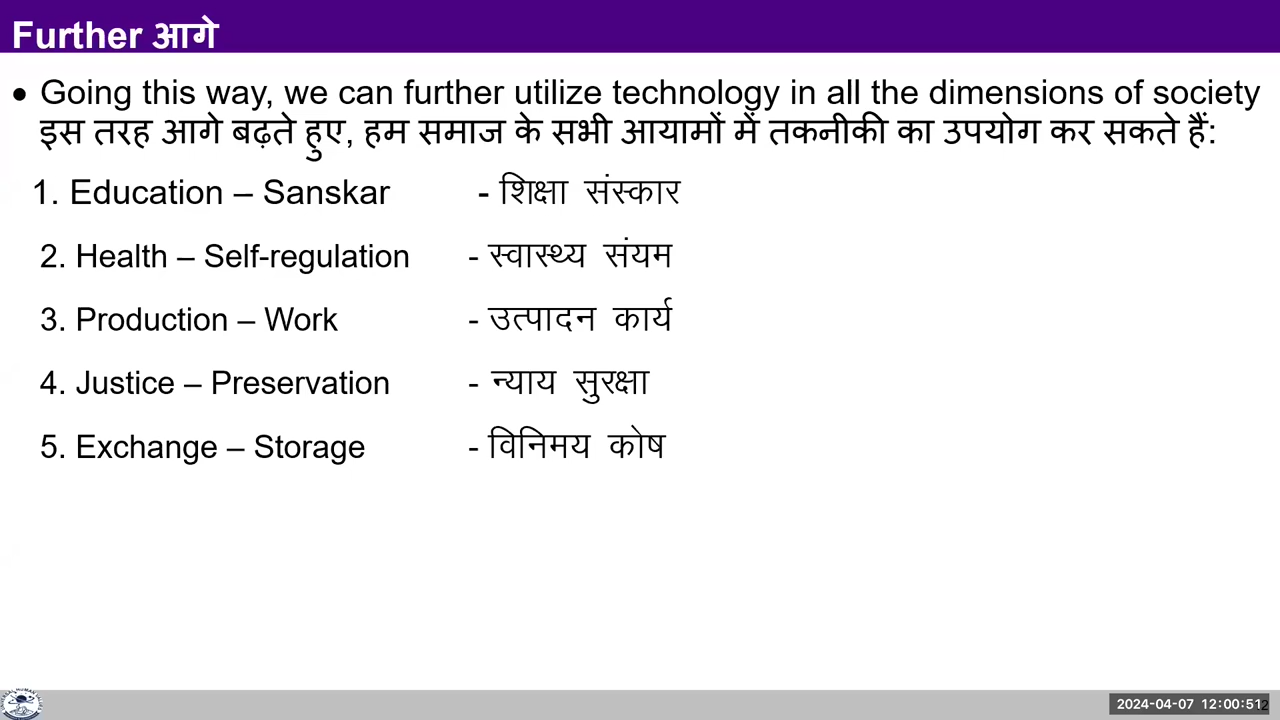 Further आगे
• Going this way, we can further utilize technology in all the dimensions of society
इस तरह आगे बढ़ते हुए, हम समाज के सभी आयामों में तकनीकी का उपयोग कर सकते हैं:
1. Education – Sanskar - शिक्षा संस्कार
2. Health – Self-regulation - स्वास्थ्य संयम
3. Production – Work - उत्पादन कार्य
4. Justice – Preservation - न्याय सुरक्षा
5. Exchange – Storage - विनिमय कोष
2024-04-07 12:00:51